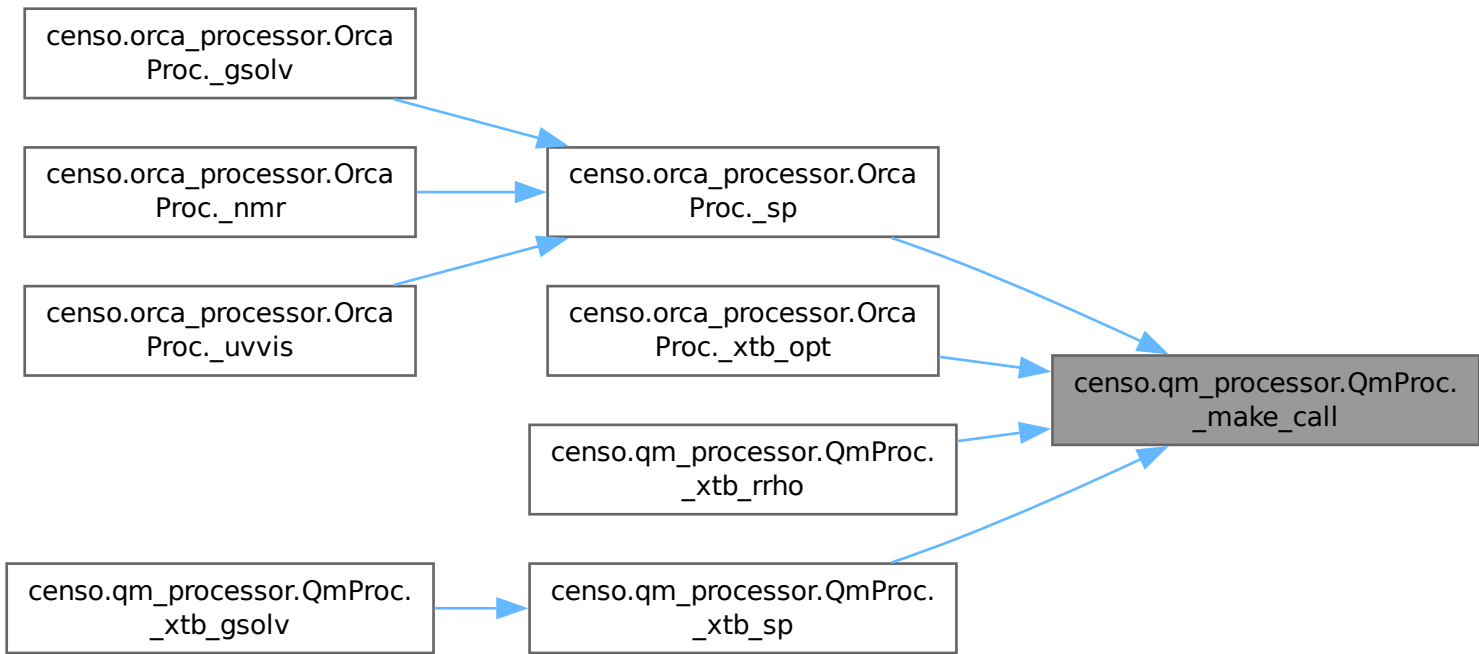 censo.orca_processor.Orca
Proc._gsolv
censo.orca_processor.Orca
Proc._nmr
censo.orca_processor.Orca
Proc._uvvis
censo.orca_processor.Orca
Proc._sp
censo.orca_processor.Orca
Proc._xtb_opt
censo.qm_processor.QmProc.
_xtb_rrho
censo.qm_processor.QmProc.
_xtb_gsolv
censo.qm_processor.QmProc.
_xtb_sp
censo.qm_processor.QmProc.
_make_call